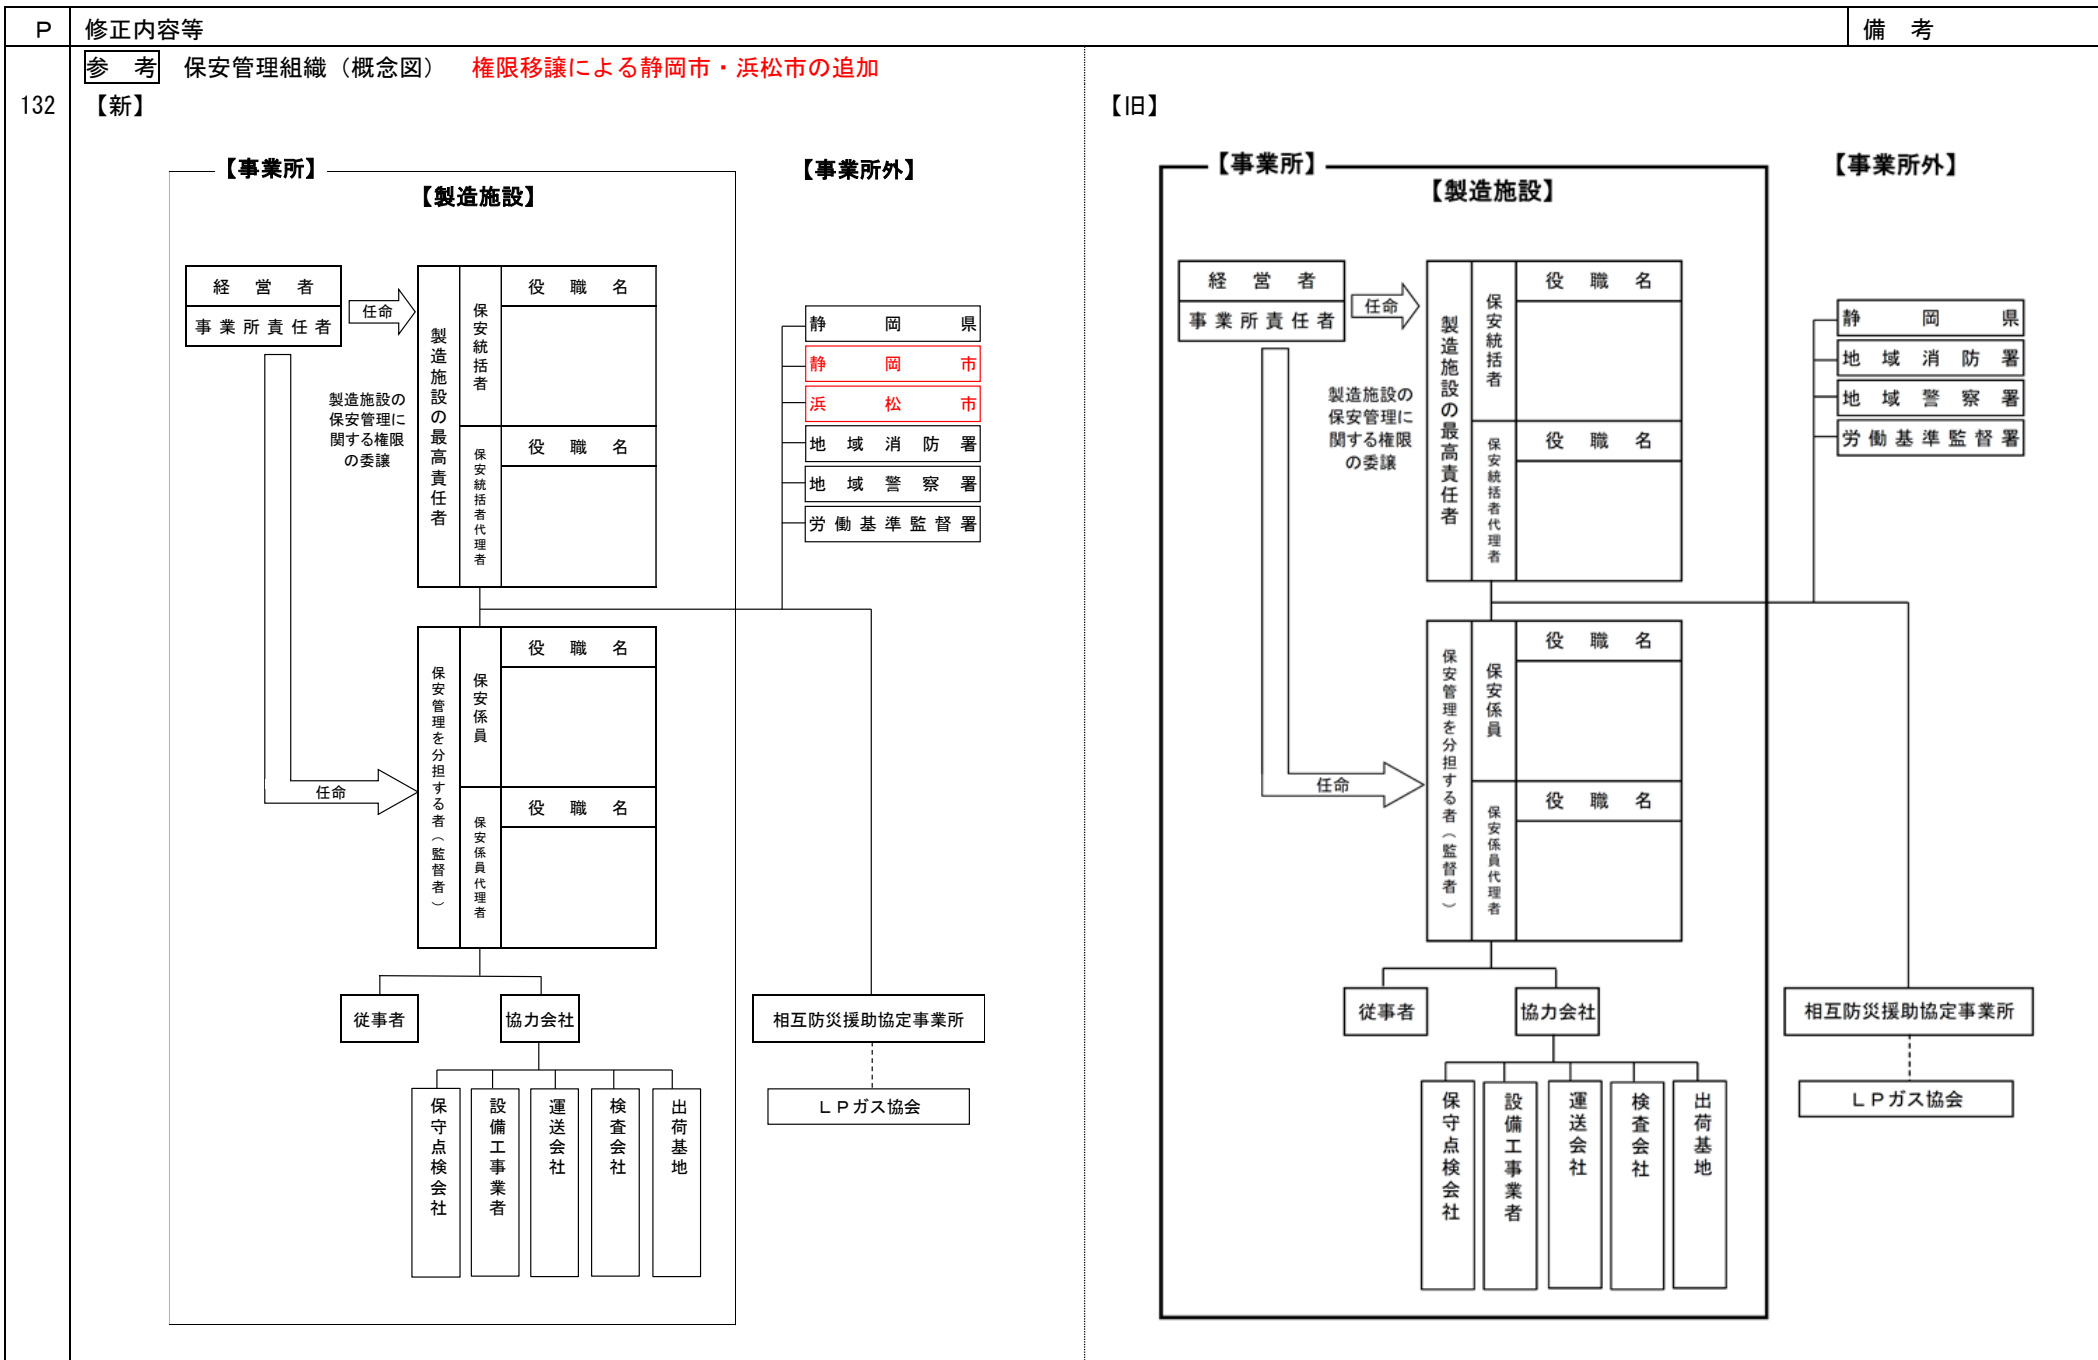 P 修正内容等 備 考
参 考 保安管理組織（概念図） 権限移譲による静岡市・浜松市の追加
132 【新】
【事業所】
【製造施設】
【事業所外】
経 営 者
事業所責任者
任命
製造施設の最高責任者
保安統括者
役 職 名
保安統括者代理者
役 職 名
製造施設の
保安管理に
関する権限
の委譲
静 岡 県
静 岡 市
浜 松 市
地 域 消 防 署
地 域 警 察 署
労働基準監督署
保安管理を分担する者（監督者）
保安係員
役 職 名
保安係員代理者
役 職 名
任命
従事者
協力会社
相互防災援助協定事業所
ＬＰガス協会
保守点検会社
設備工事業者
運送会社
検査会社
出荷基地
【旧】
【事業所】
【製造施設】
【事業所外】
経 営 者
事業所責任者
任命
製造施設の最高責任者
保安統括者
役 職 名
保安統括者代理者
役 職 名
製造施設の
保安管理に
関する権限
の委譲
静 岡 県
地 域 消 防 署
地 域 警 察 署
労働基準監督署
保安管理を分担する者（監督者）
保安係員
役 職 名
保安係員代理者
役 職 名
任命
従事者
協力会社
相互防災援助協定事業所
ＬＰガス協会
保守点検会社
設備工事業者
運送会社
検査会社
出荷基地